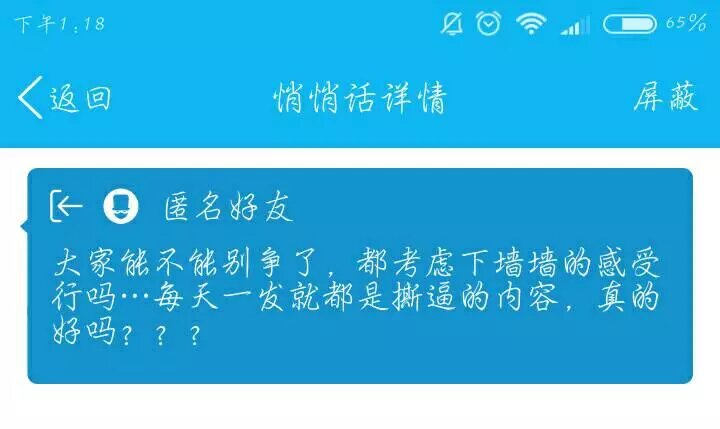 下午1:18 65%
返回 悄悄话详情 屏蔽
匿名好友
大家能不能别争了，都考虑下墙墙的感受
行吗…每天一发就都是撕逼的内容，真的
好吗？？？